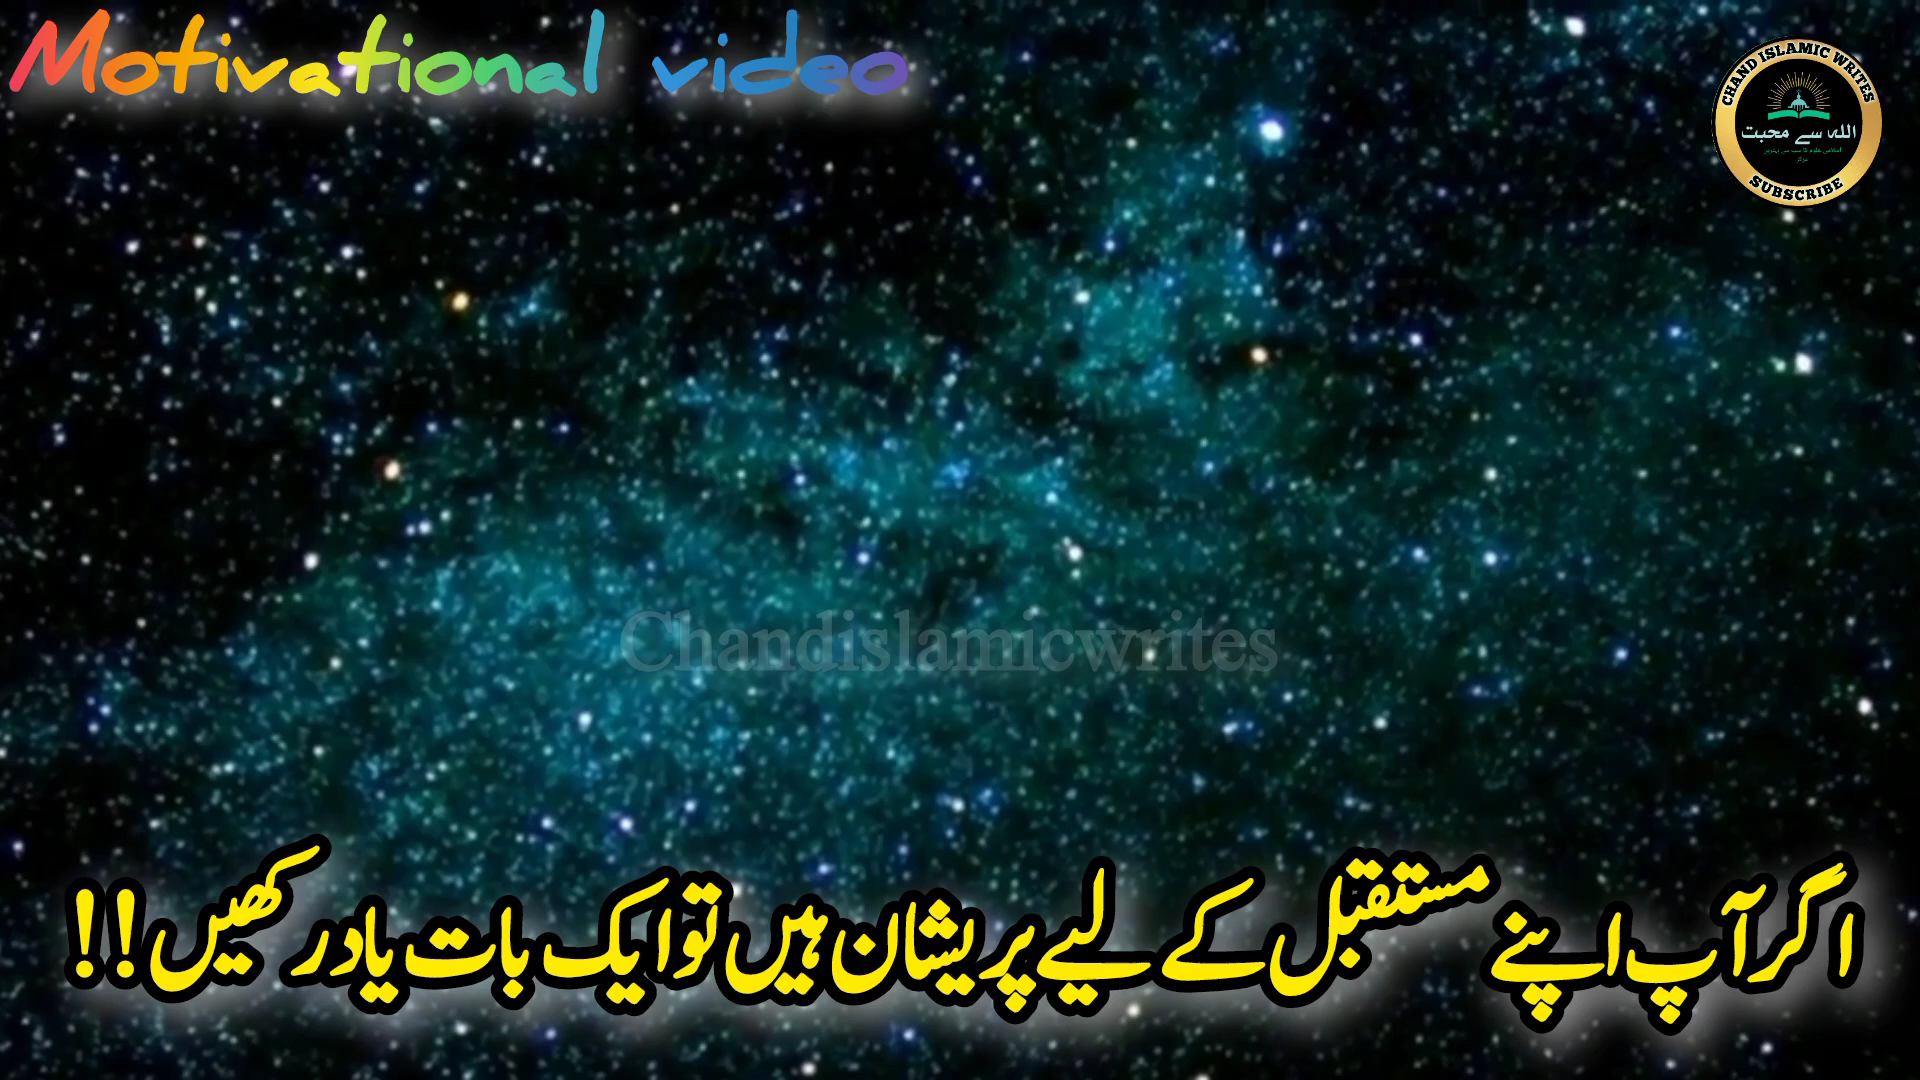 Motivational video
CHAND ISLAMIC WRITES
الله سے محبت
SUBSCRIBE
Chandislamicwrites
اگر آپ اپنے مستقبل کے لیے پریشان ہیں تو ایک بات یاد رکھیں!!